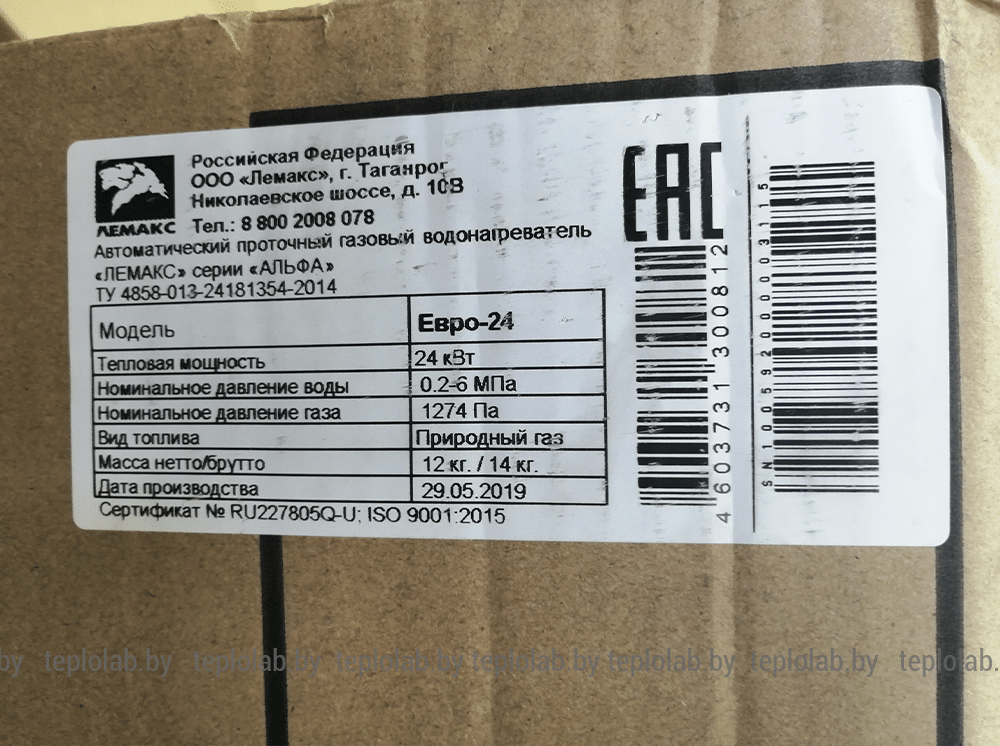 Российская Федерация
ООО «Лемакс», г. Таганрог
Николаевское шоссе, д. 10В
Тел.: 8 800 2008 078
ЛЕМАКС
Автоматический проточный газовый водонагреватель
«ЛЕМАКС» серии «АЛЬФА»
ТУ 4858-013-24181354-2014
Модель Евро-24
Тепловая мощность 24 кВт
Номинальное давление воды 0.2-6 МПа
Номинальное давление газа 1274 Па
Вид топлива Природный газ
Масса нетто/брутто 12 кг. / 14 кг.
Дата производства 29.05.2019
Сертификат № RU227805Q-U; ISO 9001:2015
EAC
4 603731 300812
SN10059200003115
teplolab.by teplolab.by teplolab.by teplolab.by teplolab.by teplolab.by